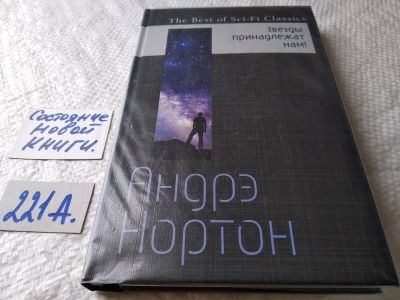 The Best of Sci-Fi Classics
Звезды
принадлежат
нам!
Состояние
новой
книги.
221А.
Андрэ
Нортон